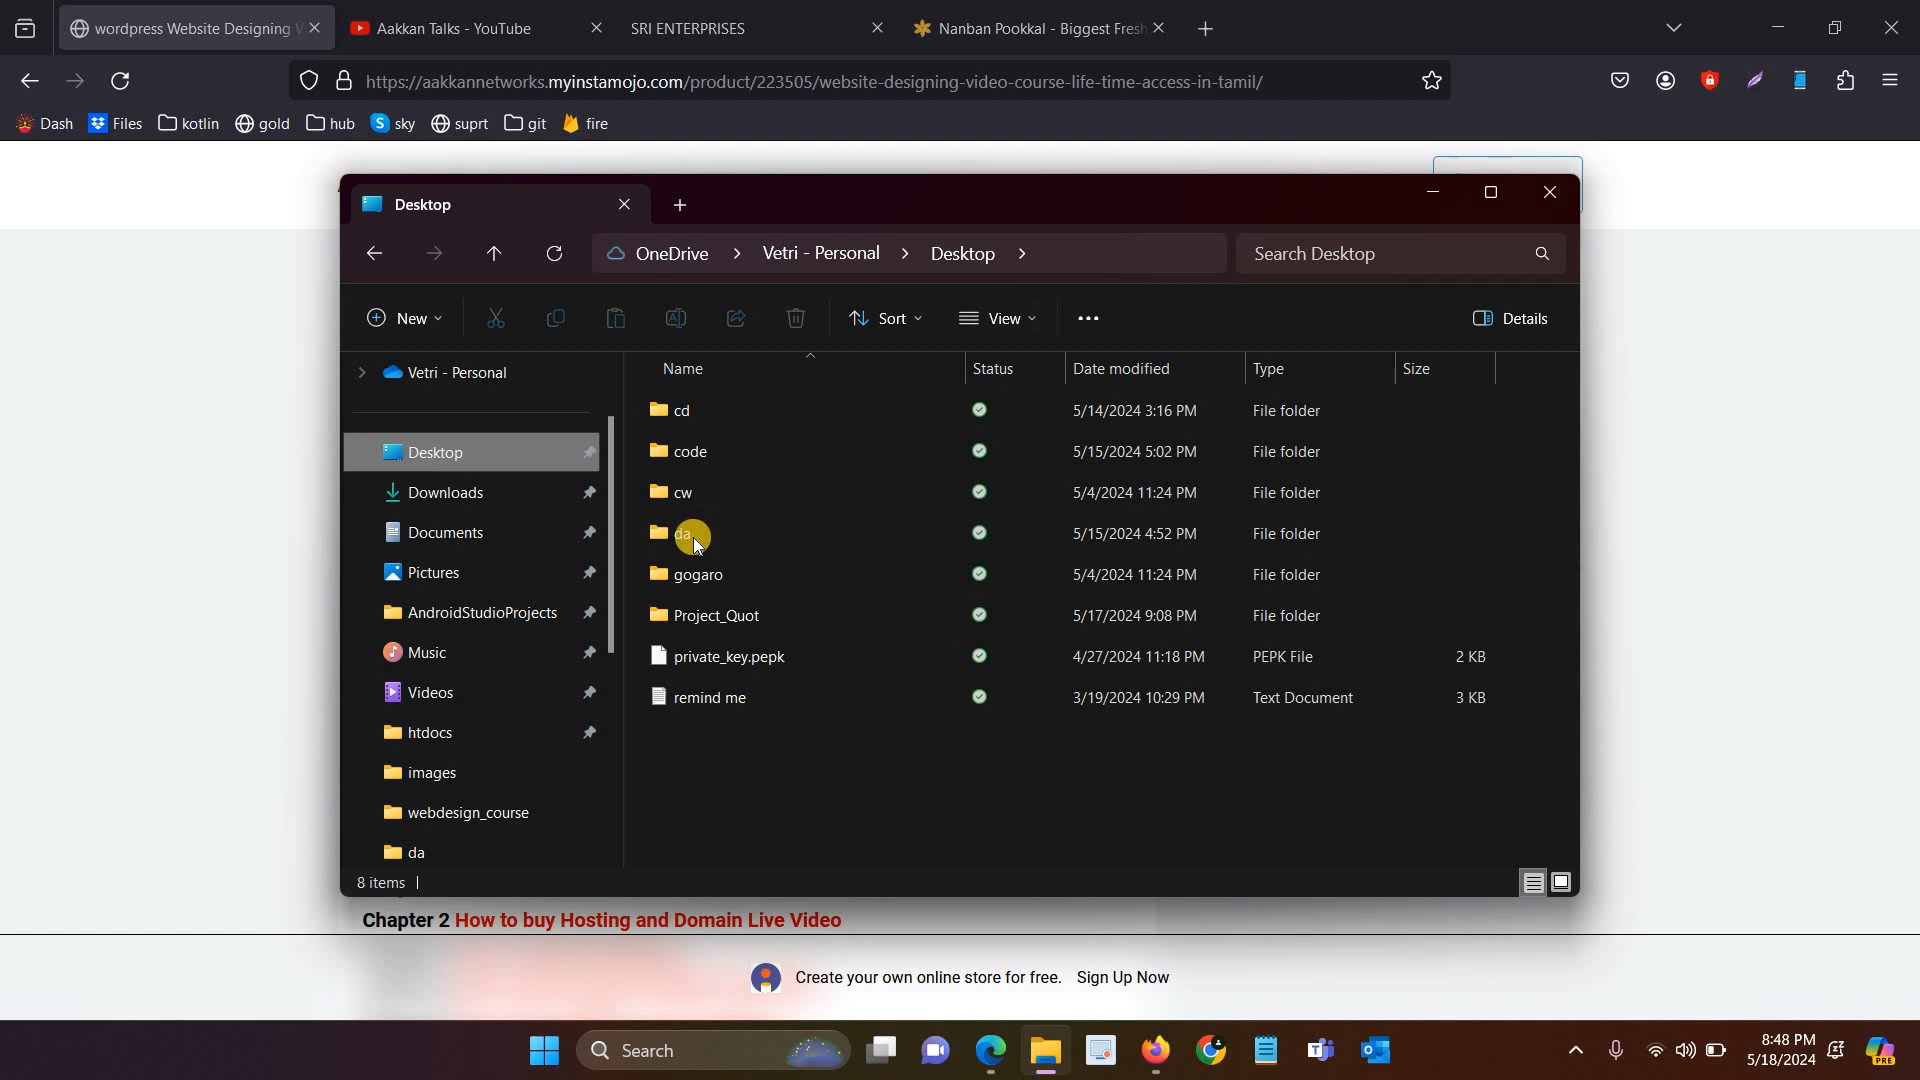 wordpress Website Designing V
Aakkan Talks - YouTube
SRI ENTERPRISES
Nanban Pookkal - Biggest Fresh
https://aakkannetworks.myinstamojo.com/product/223505/website-designing-video-course-life-time-access-in-tamil/
Dash Files kotlin gold hub sky suprt git fire
Desktop
OneDrive Vetri - Personal Desktop
Search Desktop
New Sort View Details
Vetri - Personal
Desktop
Downloads
Documents
Pictures
AndroidStudioProjects
Music
Videos
htdocs
images
webdesign_course
da
Name Status Date modified Type Size
cd 5/14/2024 3:16 PM File folder
code 5/15/2024 5:02 PM File folder
cw 5/4/2024 11:24 PM File folder
da 5/15/2024 4:52 PM File folder
gogaro 5/4/2024 11:24 PM File folder
Project_Quot 5/17/2024 9:08 PM File folder
private_key.pepk 4/27/2024 11:18 PM PEPK File 2 KB
remind me 3/19/2024 10:29 PM Text Document 3 KB
8 items
Chapter 2 How to buy Hosting and Domain Live Video
Create your own online store for free. Sign Up Now
Search
8:48 PM
5/18/2024
PRE